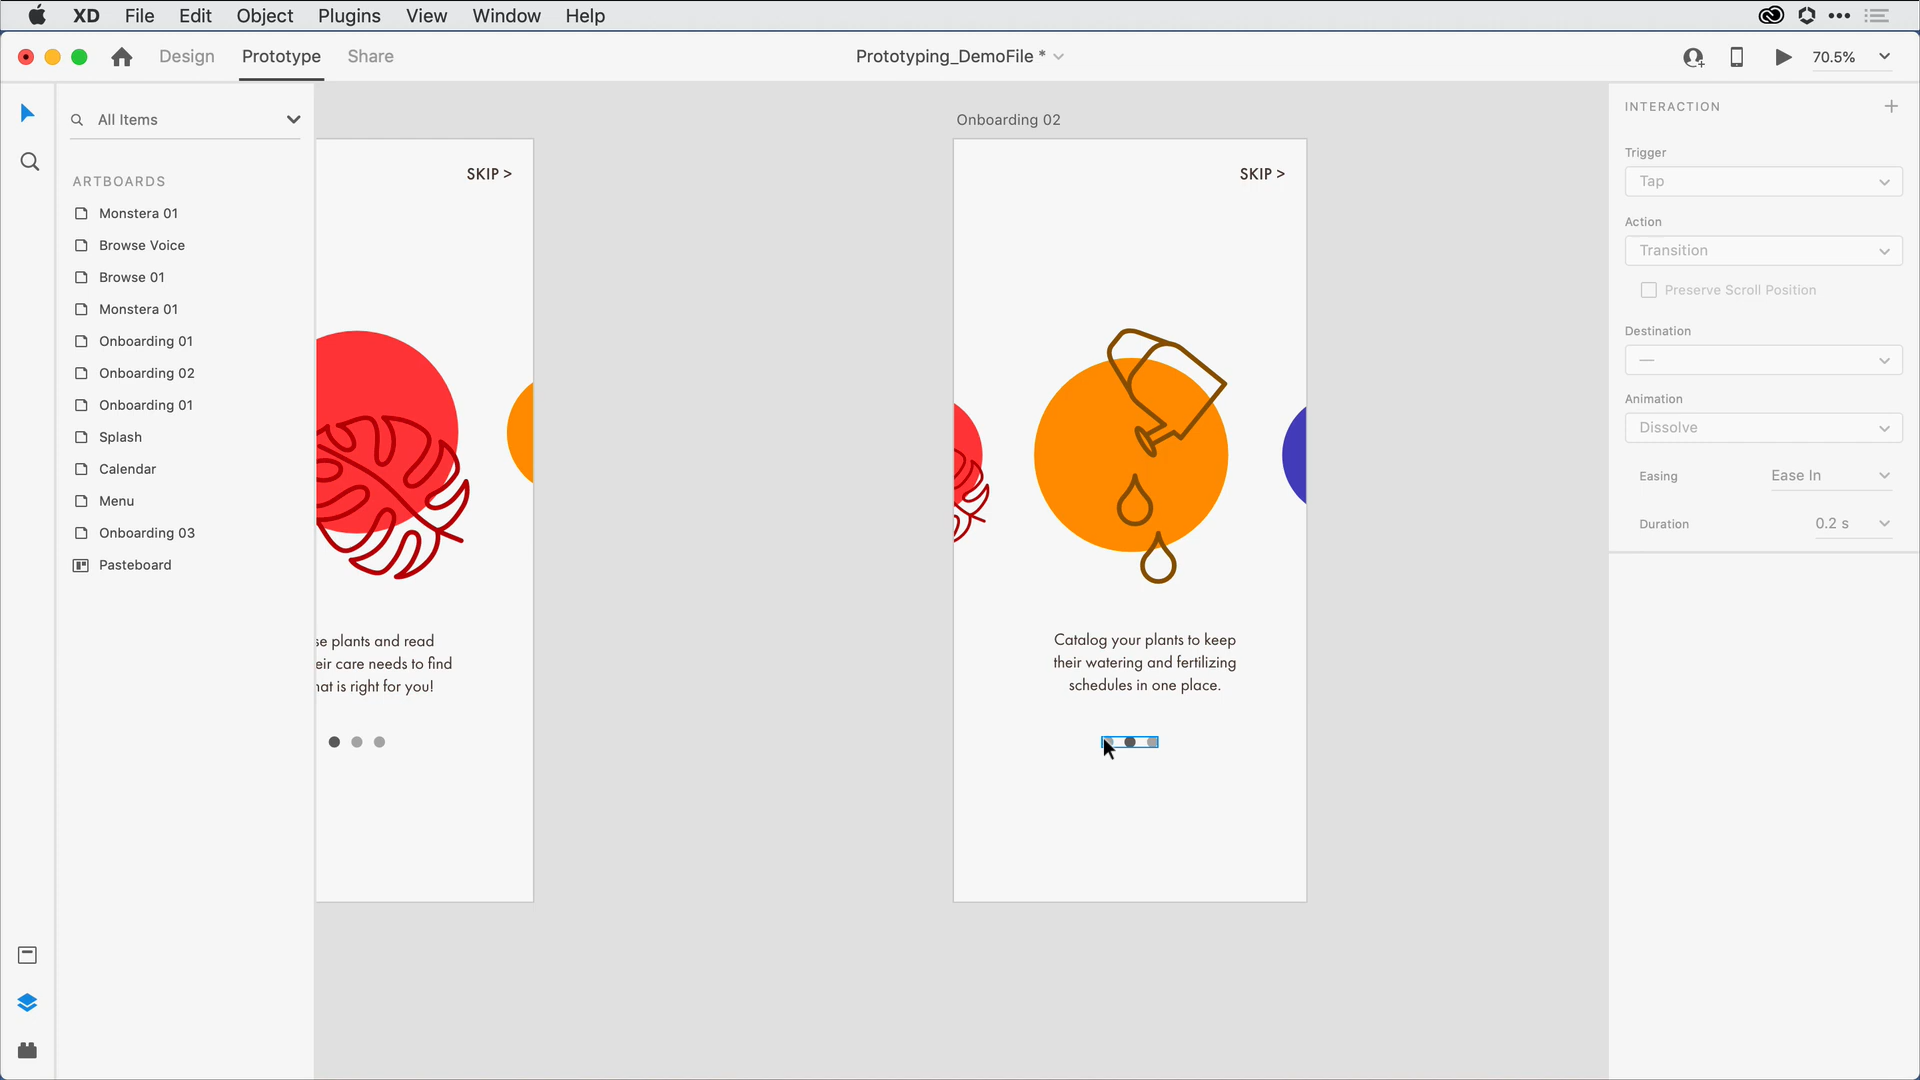 XD File Edit Object Plugins View Window Help
Design Prototype Share
Prototyping_DemoFile *
70.5%
All Items
ARTBOARDS
Monstera 01
Browse Voice
Browse 01
Monstera 01
Onboarding 01
Onboarding 02
Onboarding 01
Splash
Calendar
Menu
Onboarding 03
Pasteboard
SKIP >
se plants and read
eir care needs to find
hat is right for you!
Onboarding 02
SKIP >
Catalog your plants to keep
their watering and fertilizing
schedules in one place.
INTERACTION
Trigger
Tap
Action
Transition
Preserve Scroll Position
Destination
—
Animation
Dissolve
Easing Ease In
Duration 0.2 s